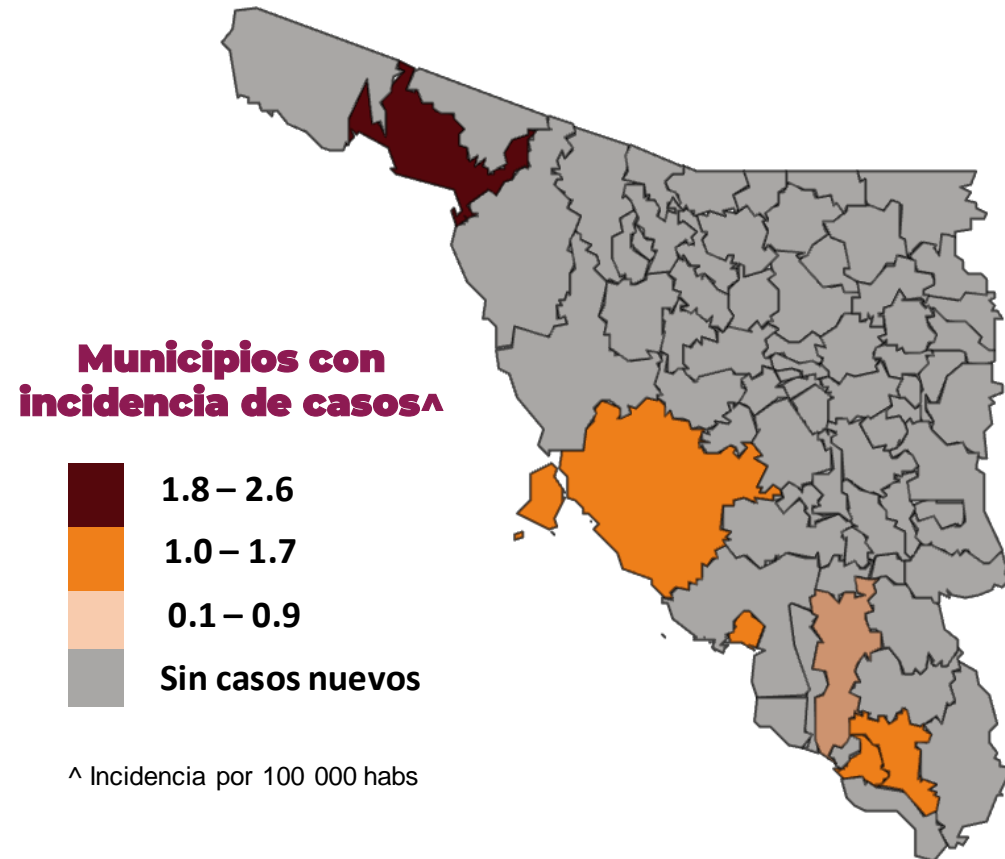 Municipios con
incidencia de casos^
1.8 – 2.6
1.0 – 1.7
0.1 – 0.9
Sin casos nuevos
^ Incidencia por 100 000 habs